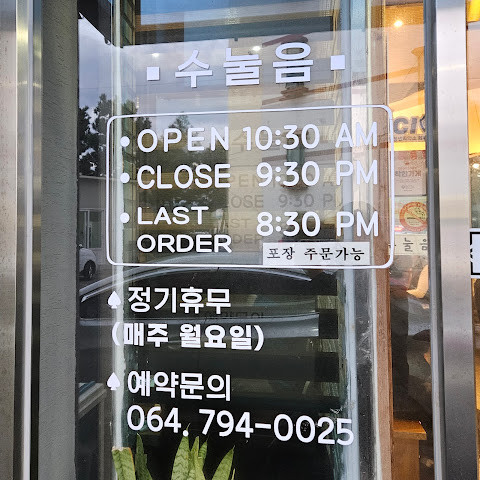 ▪ 수눌음 ▪
• OPEN 10:30 AM
• CLOSE 9:30 PM
• LAST ORDER 8:30 PM
포장 주문가능
♠ 정기휴무
(매주 월요일)
♠ 예약문의
064. 794-0025
눌음